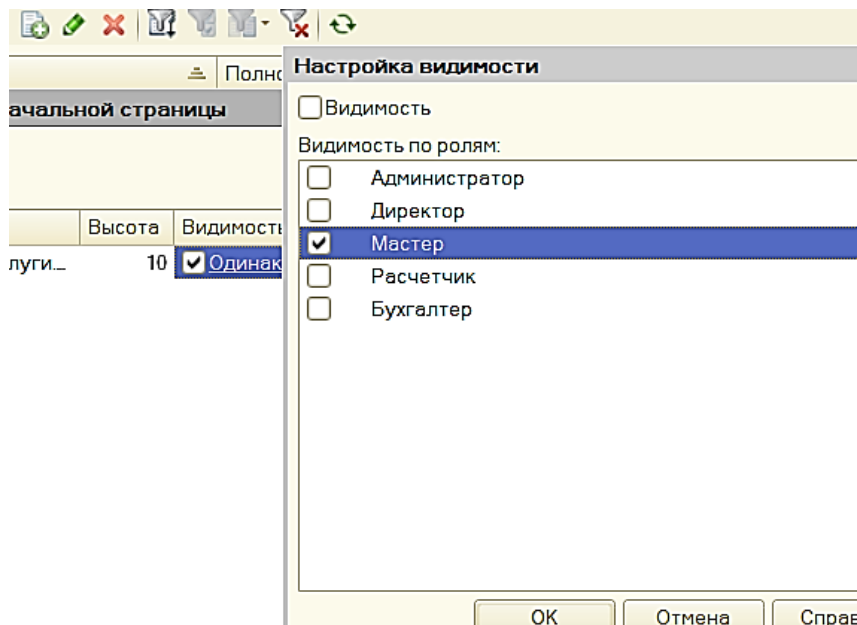 Полно
Настройка видимости
ачальной страницы
Видимость
Видимость по ролям:
Администратор
Директор
Высота Видимость
Мастер
луги... 10 Одинак
Расчетчик
Бухгалтер
OK Отмена Справ